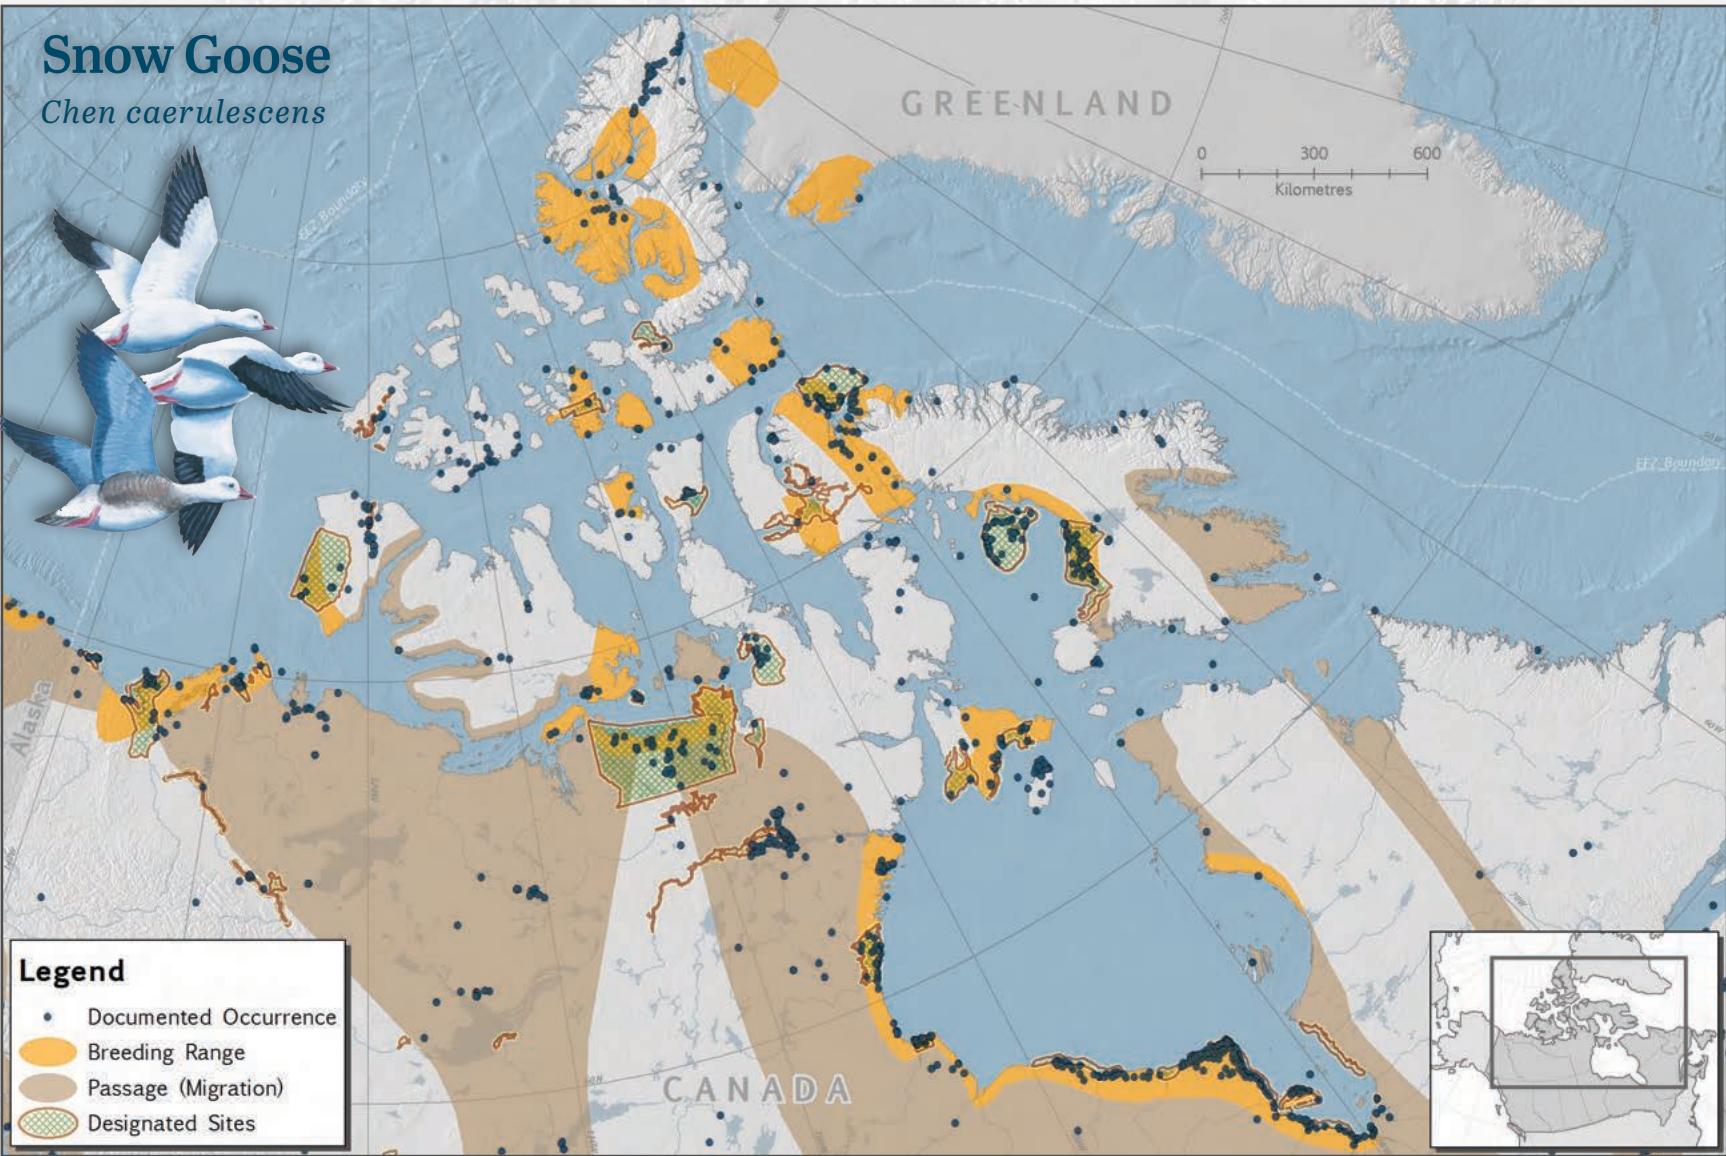 Snow Goose
Chen caerulescens
GREENLAND
0 300 600
Kilometres
EEZ Boundary
EEZ Boundary
Alaska
CANADA
60N
Legend
Documented Occurrence
Breeding Range
Passage (Migration)
Designated Sites